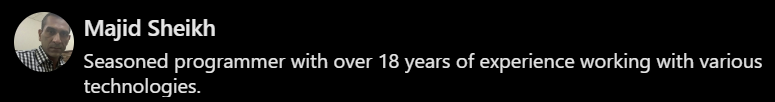 Majid Sheikh
Seasoned programmer with over 18 years of experience working with various
technologies.